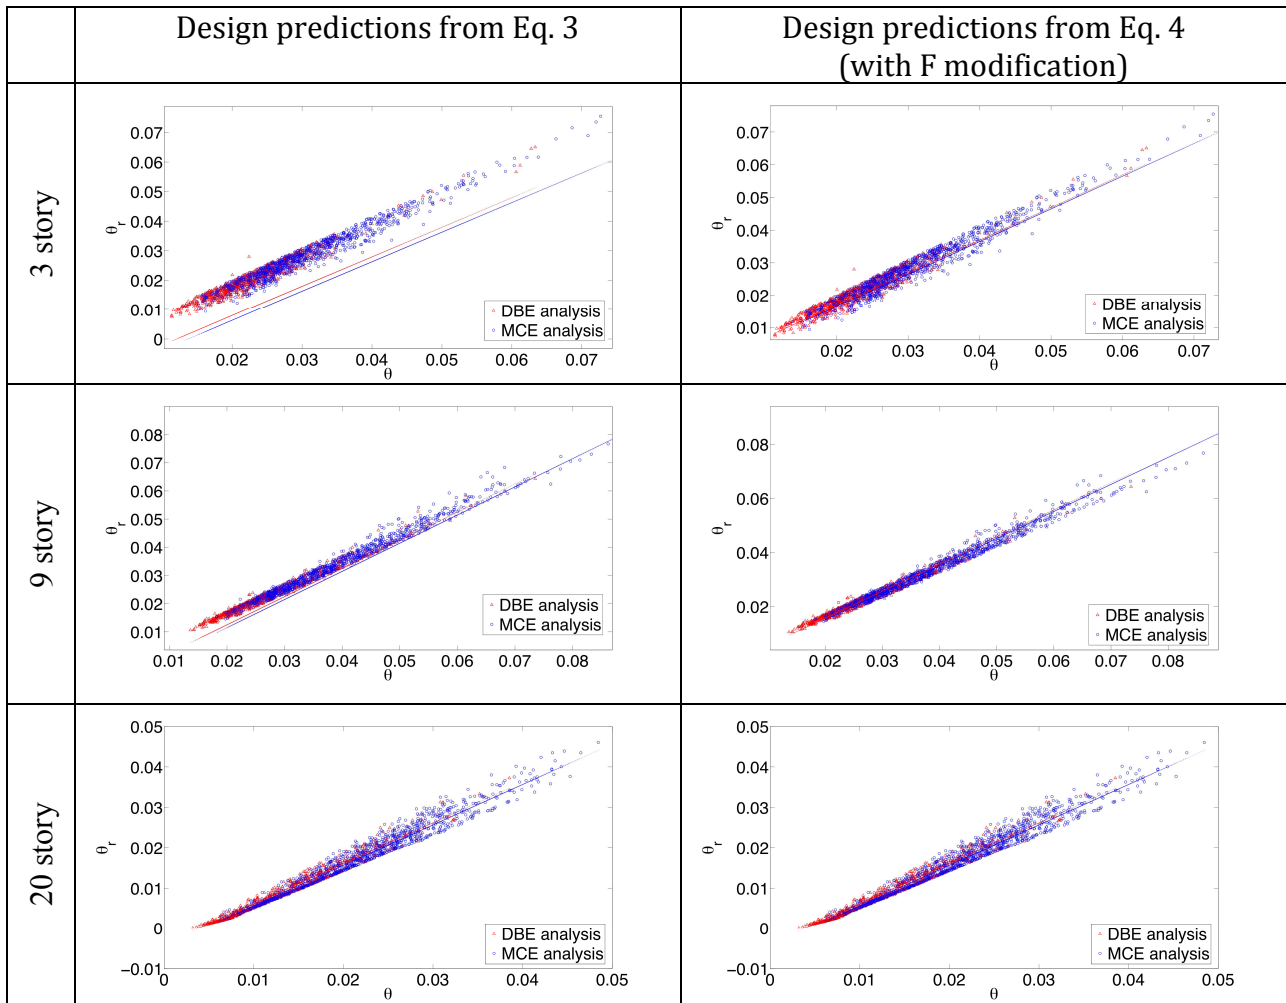 Design predictions from Eq. 3
Design predictions from Eq. 4
(with F modification)
3 story
0.07
0.06
0.05
0.04
0.03
0.02
0.01
0
θr
0.02 0.03 0.04 0.05 0.06 0.07
θ
DBE analysis
MCE analysis
0.07
0.06
0.05
0.04
0.03
0.02
0.01
θr
0.02 0.03 0.04 0.05 0.06 0.07
θ
DBE analysis
MCE analysis
9 story
0.08
0.07
0.06
0.05
0.04
0.03
0.02
0.01
θr
0.01 0.02 0.03 0.04 0.05 0.06 0.07 0.08
θ
DBE analysis
MCE analysis
0.08
0.06
0.04
0.02
θr
0.02 0.03 0.04 0.05 0.06 0.07 0.08
θ
DBE analysis
MCE analysis
20 story
0.05
0.04
0.03
0.02
0.01
0
−0.01
θr
0 0.01 0.02 0.03 0.04 0.05
θ
DBE analysis
MCE analysis
0.05
0.04
0.03
0.02
0.01
0
−0.01
θr
0 0.01 0.02 0.03 0.04 0.05
θ
DBE analysis
MCE analysis